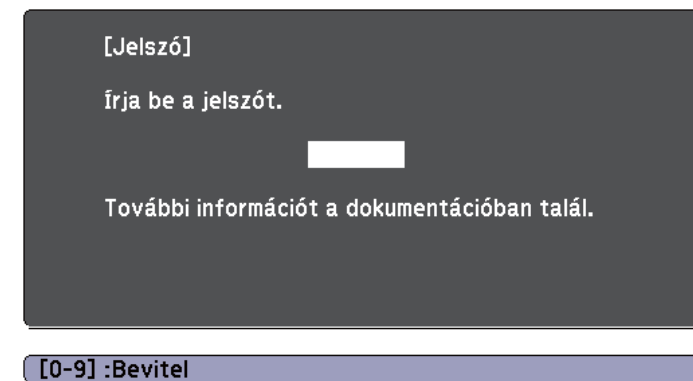 [Jelszó]
Írja be a jelszót.
További információt a dokumentációban talál.
[0-9] :Bevitel